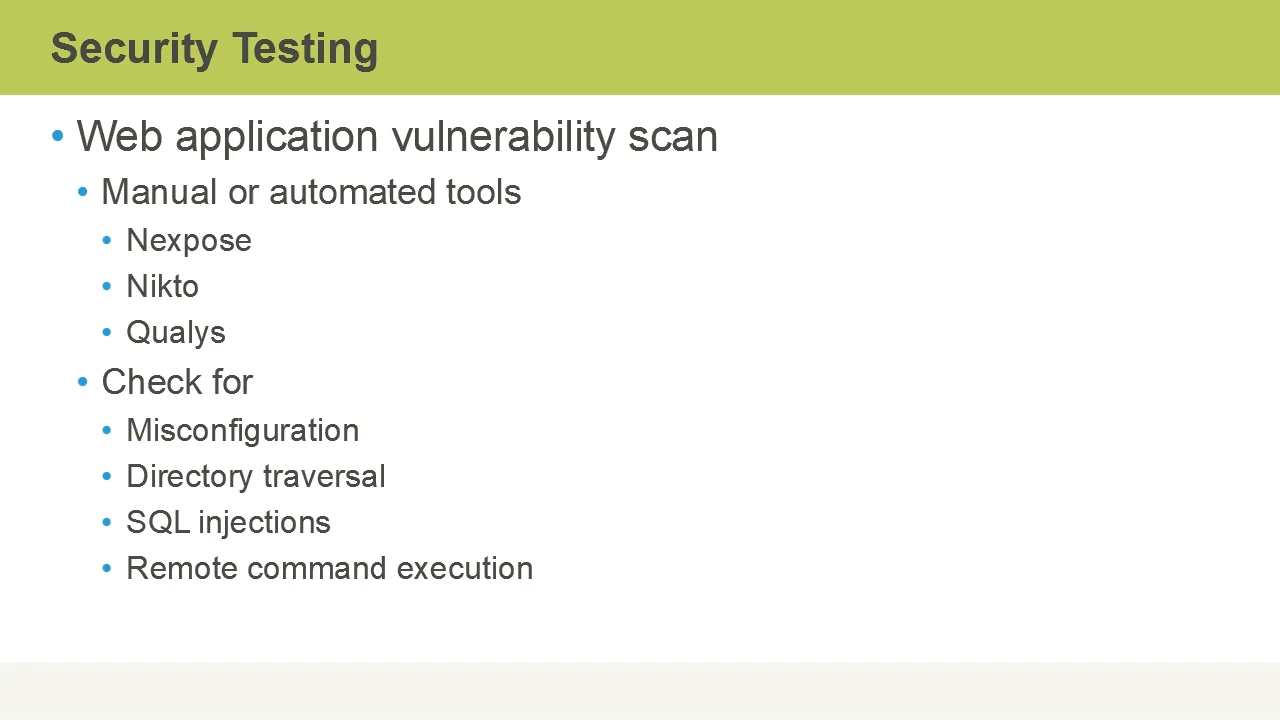 Security Testing
• Web application vulnerability scan
• Manual or automated tools
• Nexpose
• Nikto
• Qualys
• Check for
• Misconfiguration
• Directory traversal
• SQL injections
• Remote command execution